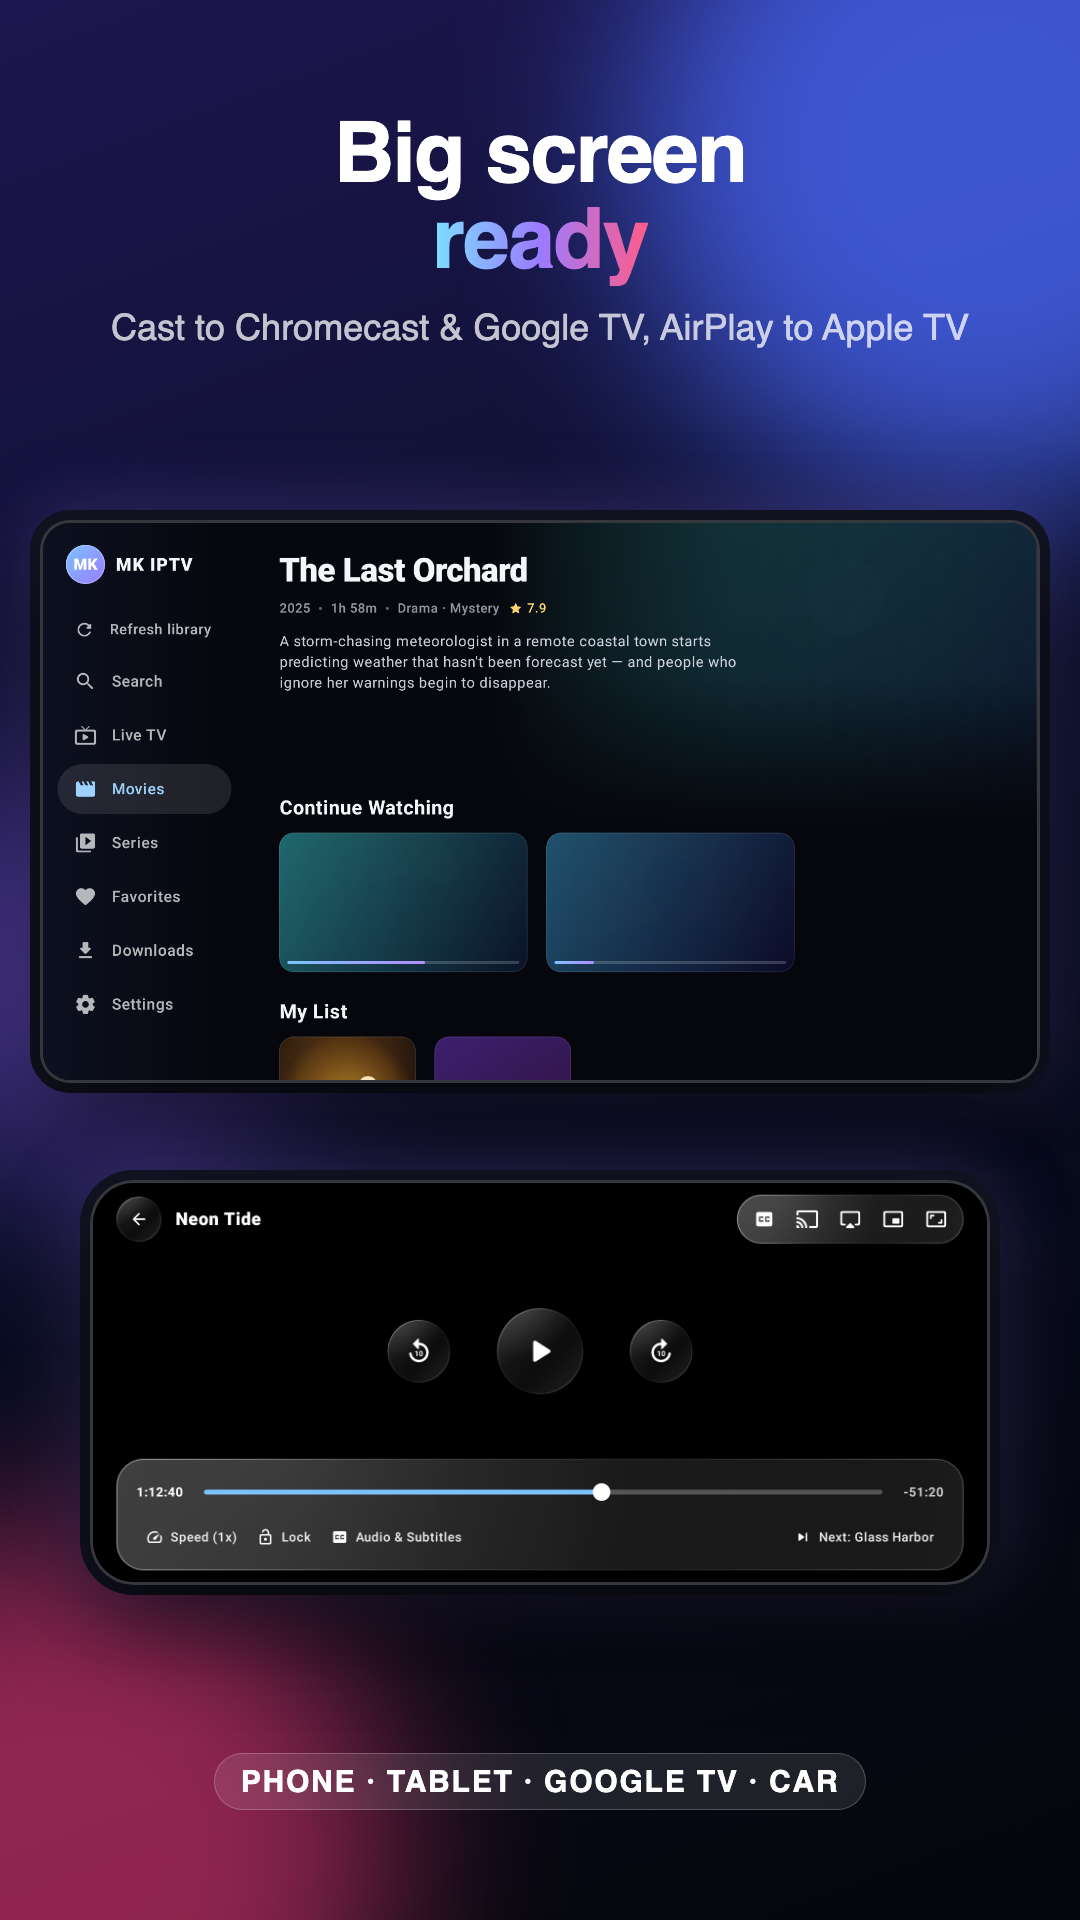 Big screen
ready
Cast to Chromecast & Google TV, AirPlay to Apple TV
MK MK IPTV
Refresh library
Search
Live TV
Movies
Series
Favorites
Downloads
Settings
The Last Orchard
2025 • 1h 58m • Drama · Mystery ★ 7.9
A storm-chasing meteorologist in a remote coastal town starts
predicting weather that hasn't been forecast yet — and people who
ignore her warnings begin to disappear.
Continue Watching
My List
Neon Tide
CC
10
10
1:12:40
-51:20
Speed (1x)
Lock
CC Audio & Subtitles
Next: Glass Harbor
PHONE · TABLET · GOOGLE TV · CAR